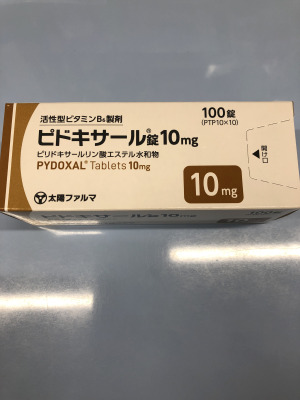 活性型ビタミンB6製剤
100錠
(PTP10×10)
ピドキサール®錠10mg
ピリドキサールリン酸エステル水和物
PYDOXAL® Tablets 10mg
開け口
10mg
太陽ファルマ